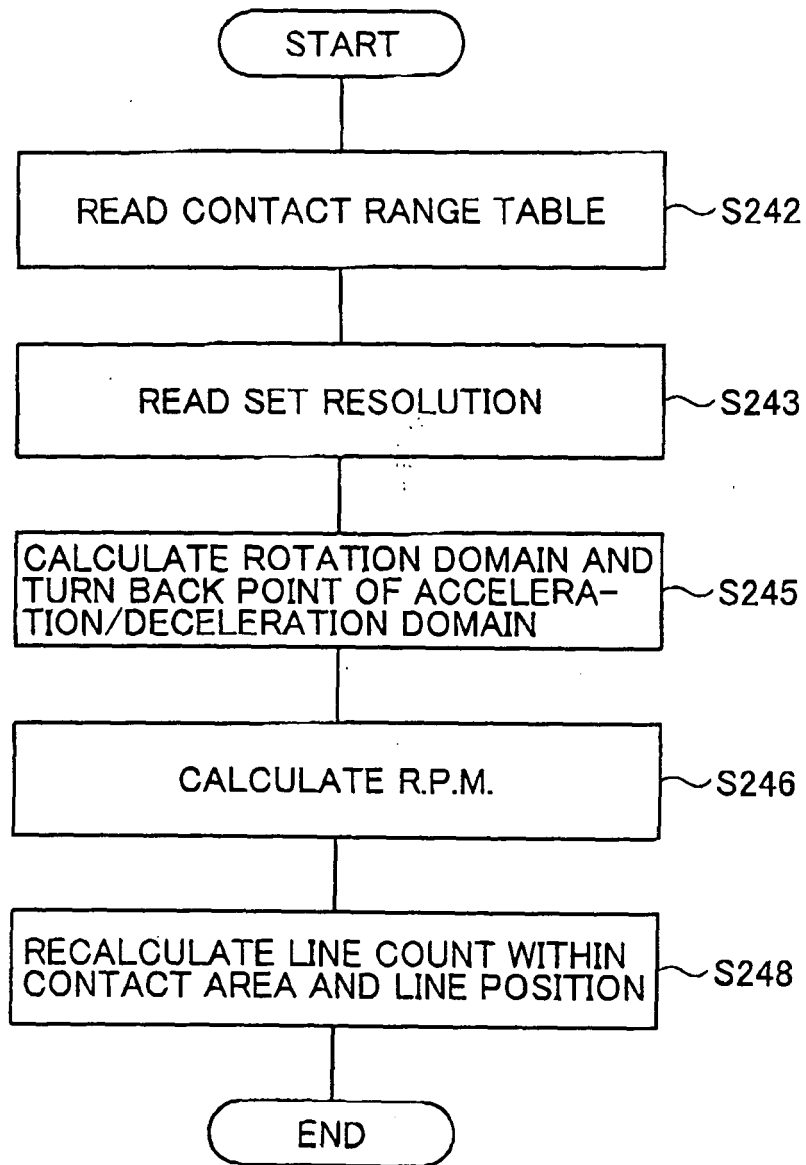 START
READ CONTACT RANGE TABLE
S242
READ SET RESOLUTION
S243
CALCULATE ROTATION DOMAIN AND
TURN BACK POINT OF ACCELERA-
TION/DECELERATION DOMAIN
S245
CALCULATE R.P.M.
S246
RECALCULATE LINE COUNT WITHIN
CONTACT AREA AND LINE POSITION
S248
END